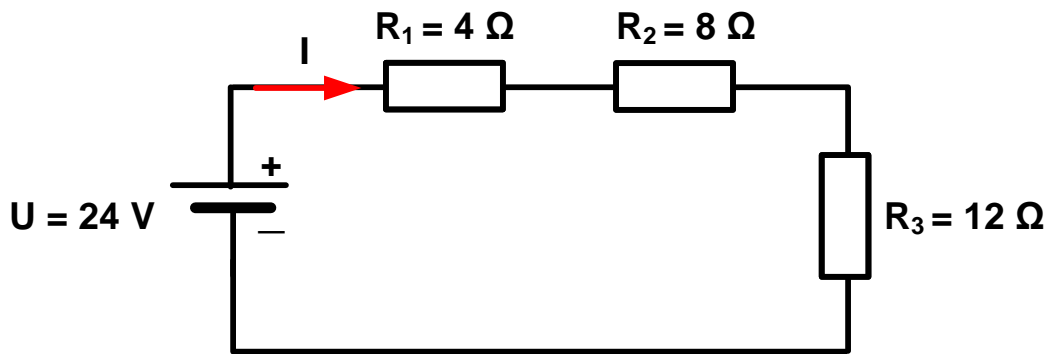 R₁ = 4 Ω
R₂ = 8 Ω
I
+
U = 24 V
_
R₃ = 12 Ω